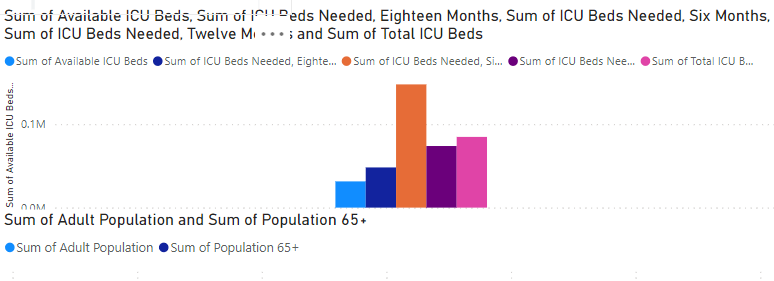 Sum of Available ICU Beds, Sum of ICU Beds Needed, Eighteen Months, Sum of ICU Beds Needed, Six Months,
Sum of ICU Beds Needed, Twelve Mo s and Sum of Total ICU Beds
Sum of Available ICU Beds Sum of ICU Beds Needed, Eighte... Sum of ICU Beds Needed, Si... Sum of ICU Beds Nee... Sum of Total ICU B...
Sum of Available ICU Beds...
0.1M
0.0M
Sum of Adult Population and Sum of Population 65+
Sum of Adult Population Sum of Population 65+